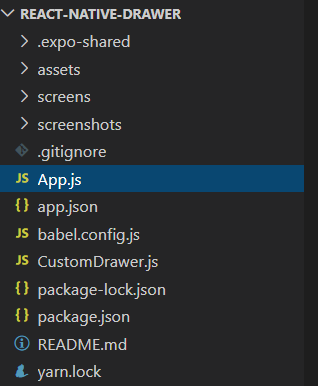 REACT-NATIVE-DRAWER
.expo-shared
assets
screens
screenshots
.gitignore
JS App.js
{} app.json
JS babel.config.js
JS CustomDrawer.js
{} package-lock.json
{} package.json
README.md
yarn.lock